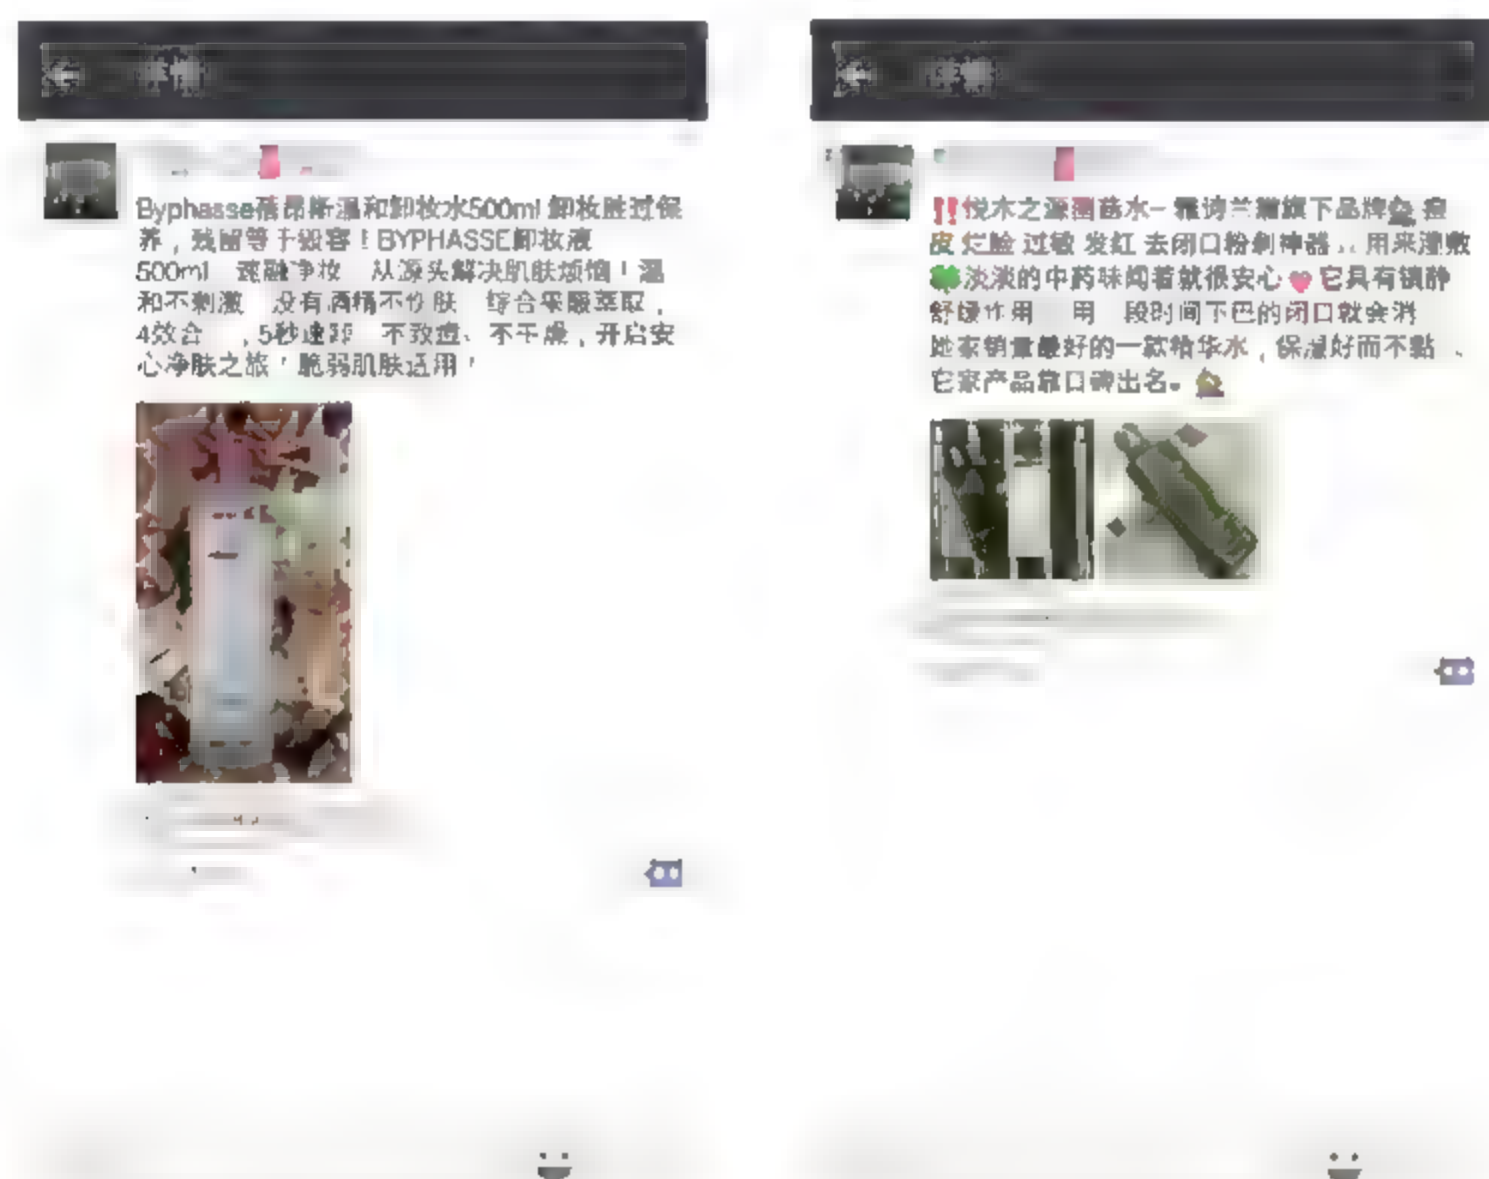 Byphasse蓓昂斯温和卸妆水500ml 卸妆胜过保
养，残留等于毁容！BYPHASSE卸妆液
500ml 速融净妆 从源头解决肌肤烦恼！温
和不刺激 没有酒精不伤肤 综合零酸萃取，
4效合 ，5秒速卸 不致痘、不干燥，开启安
心净肤之旅！脆弱肌肤适用！
‼悦木之源菌菇水- 雅诗兰黛旗下品牌 痘
皮 烂脸 过敏 发红 去闭口粉刺神器 .. 用来湿敷
🍀淡淡的中药味闻着就很安心❤它具有镇静
舒缓作用 用 段时间下巴的闭口就会消
她家销量最好的一款精华水，保湿好而不黏 、
它家产品靠口碑出名。